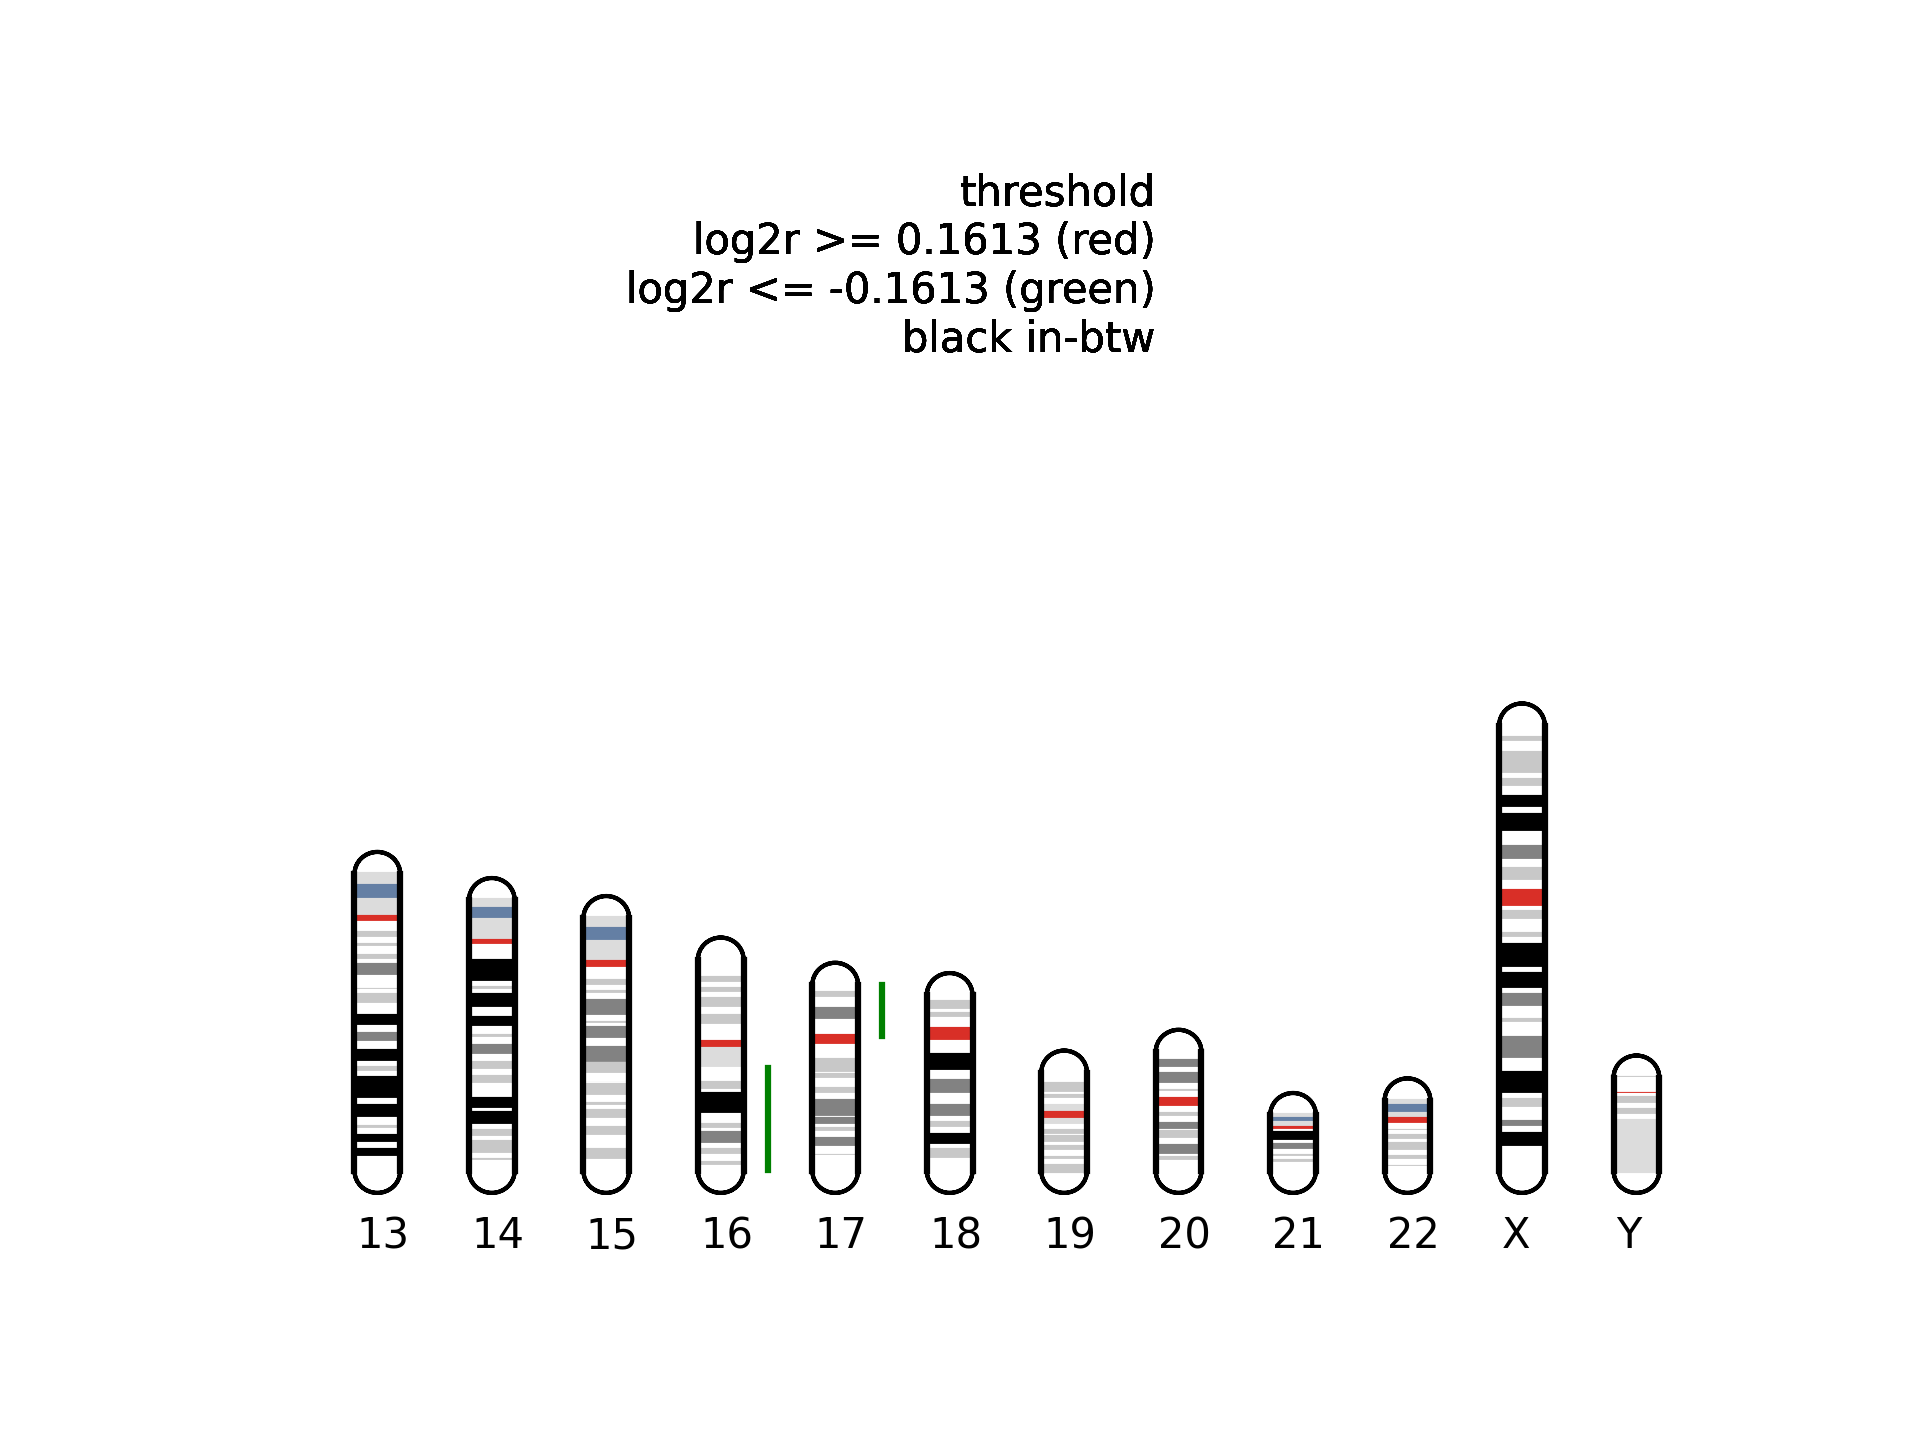 threshold
log2r >= 0.1613 (red)
log2r <= -0.1613 (green)
black in-btw
13 14 15 16 17 18 19 20 21 22 X Y